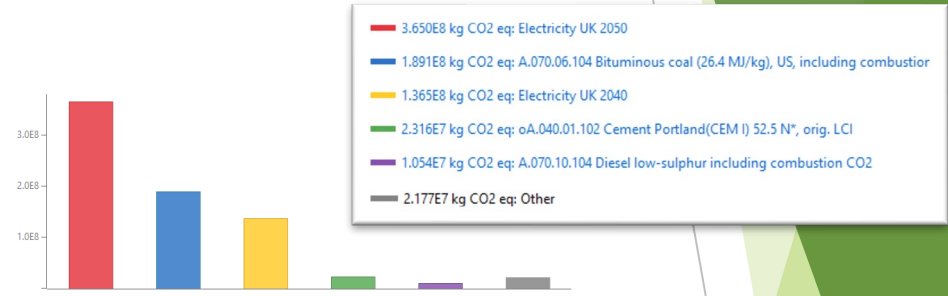 3.650E8 kg CO2 eq: Electricity UK 2050
1.891E8 kg CO2 eq: A.070.06.104 Bituminous coal (26.4 MJ/kg), US, including combustior
1.365E8 kg CO2 eq: Electricity UK 2040
2.316E7 kg CO2 eq: oA.040.01.102 Cement Portland(CEM I) 52.5 N*, orig. LCI
1.054E7 kg CO2 eq: A.070.10.104 Diesel low-sulphur including combustion CO2
2.177E7 kg CO2 eq: Other
3.0E8
2.0E8
1.0E8